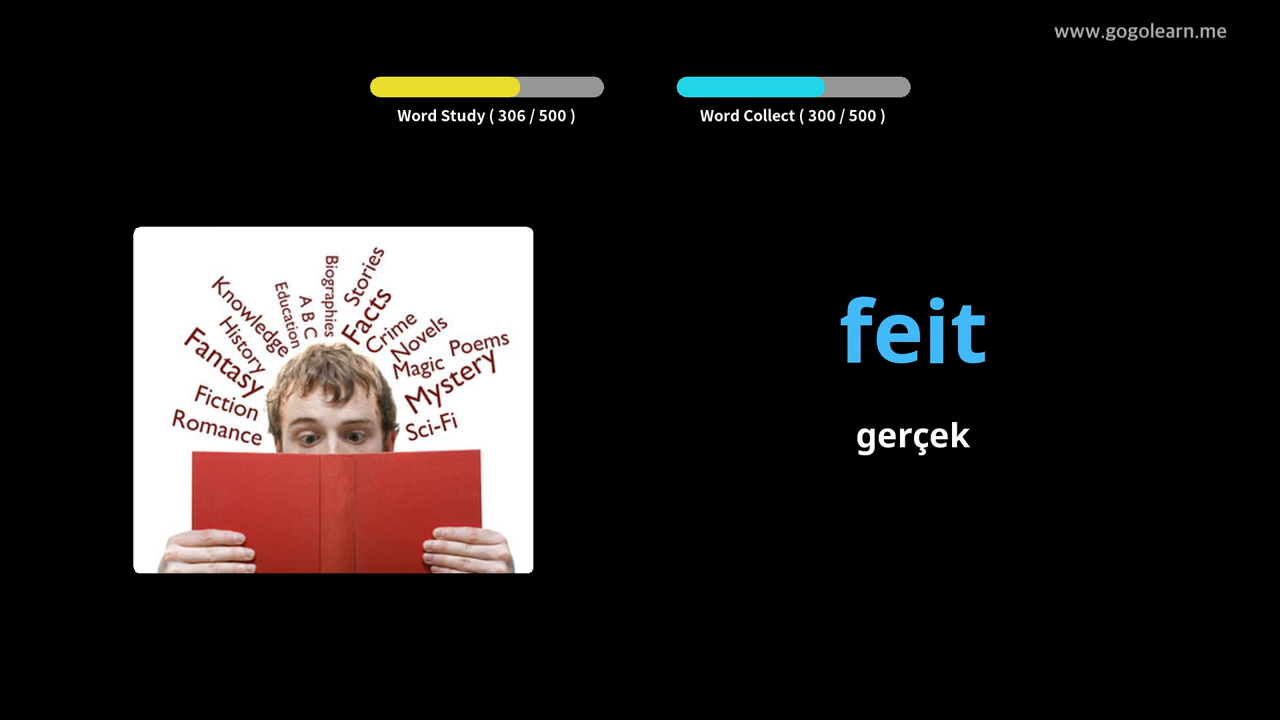 www.gogolearn.me
Word Study ( 306 / 500 )
Word Collect ( 300 / 500 )
Romance
Fiction
Fantasy
History
Knowledge
Education
A B C
Biographies
Stories
Facts
Crime
Novels
Magic
Poems
Mystery
Sci-Fi
feit
gerçek